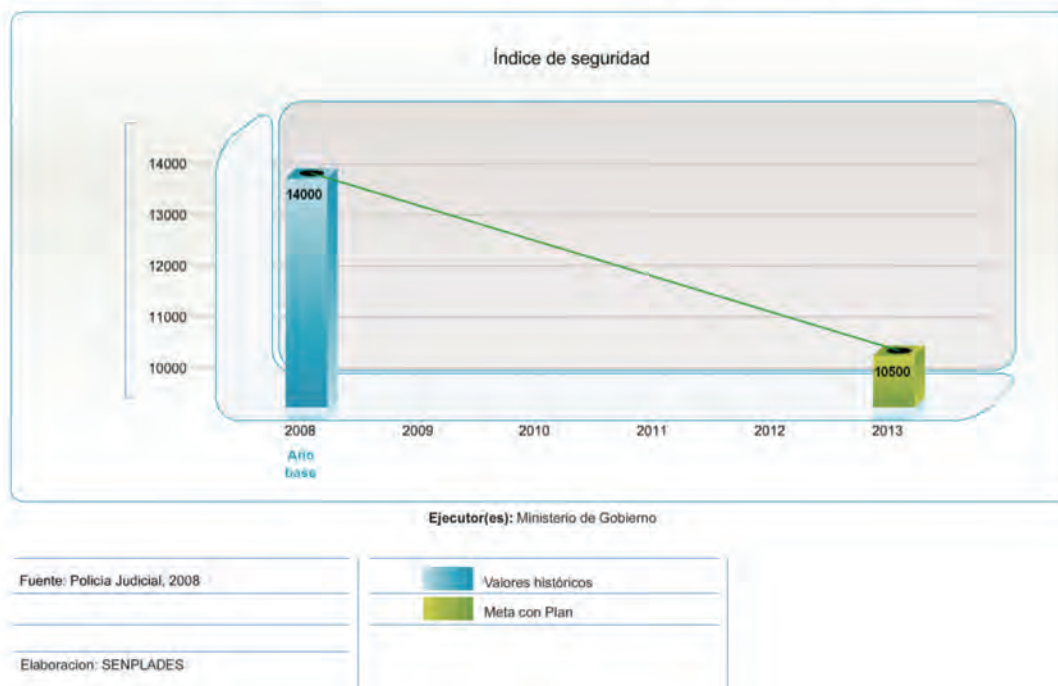 Índice de seguridad
14000
13000
12000
11000
10000
14000
10500
2008
2009
2010
2011
2012
2013
Año
base
Ejecutor(es): Ministerio de Gobierno
Fuente: Policia Judicial, 2008
Valores históricos
Meta con Plan
Elaboracion: SENPLADES